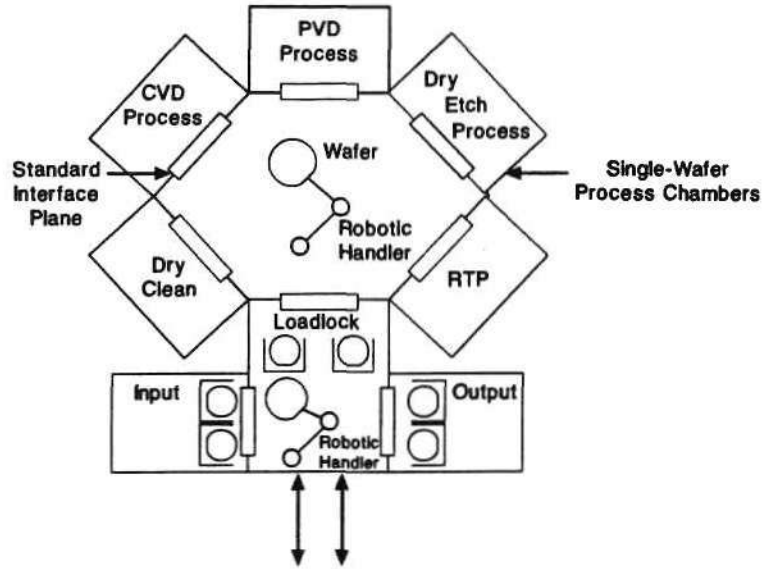 PVD
Process
CVD
Process
Dry
Etch
Process
Wafer
Standard
Interface
Plane
Single-Wafer
Process Chambers
Robotic
Handler
Dry
Clean
RTP
Loadlock
Input
Output
Robotic
Handler